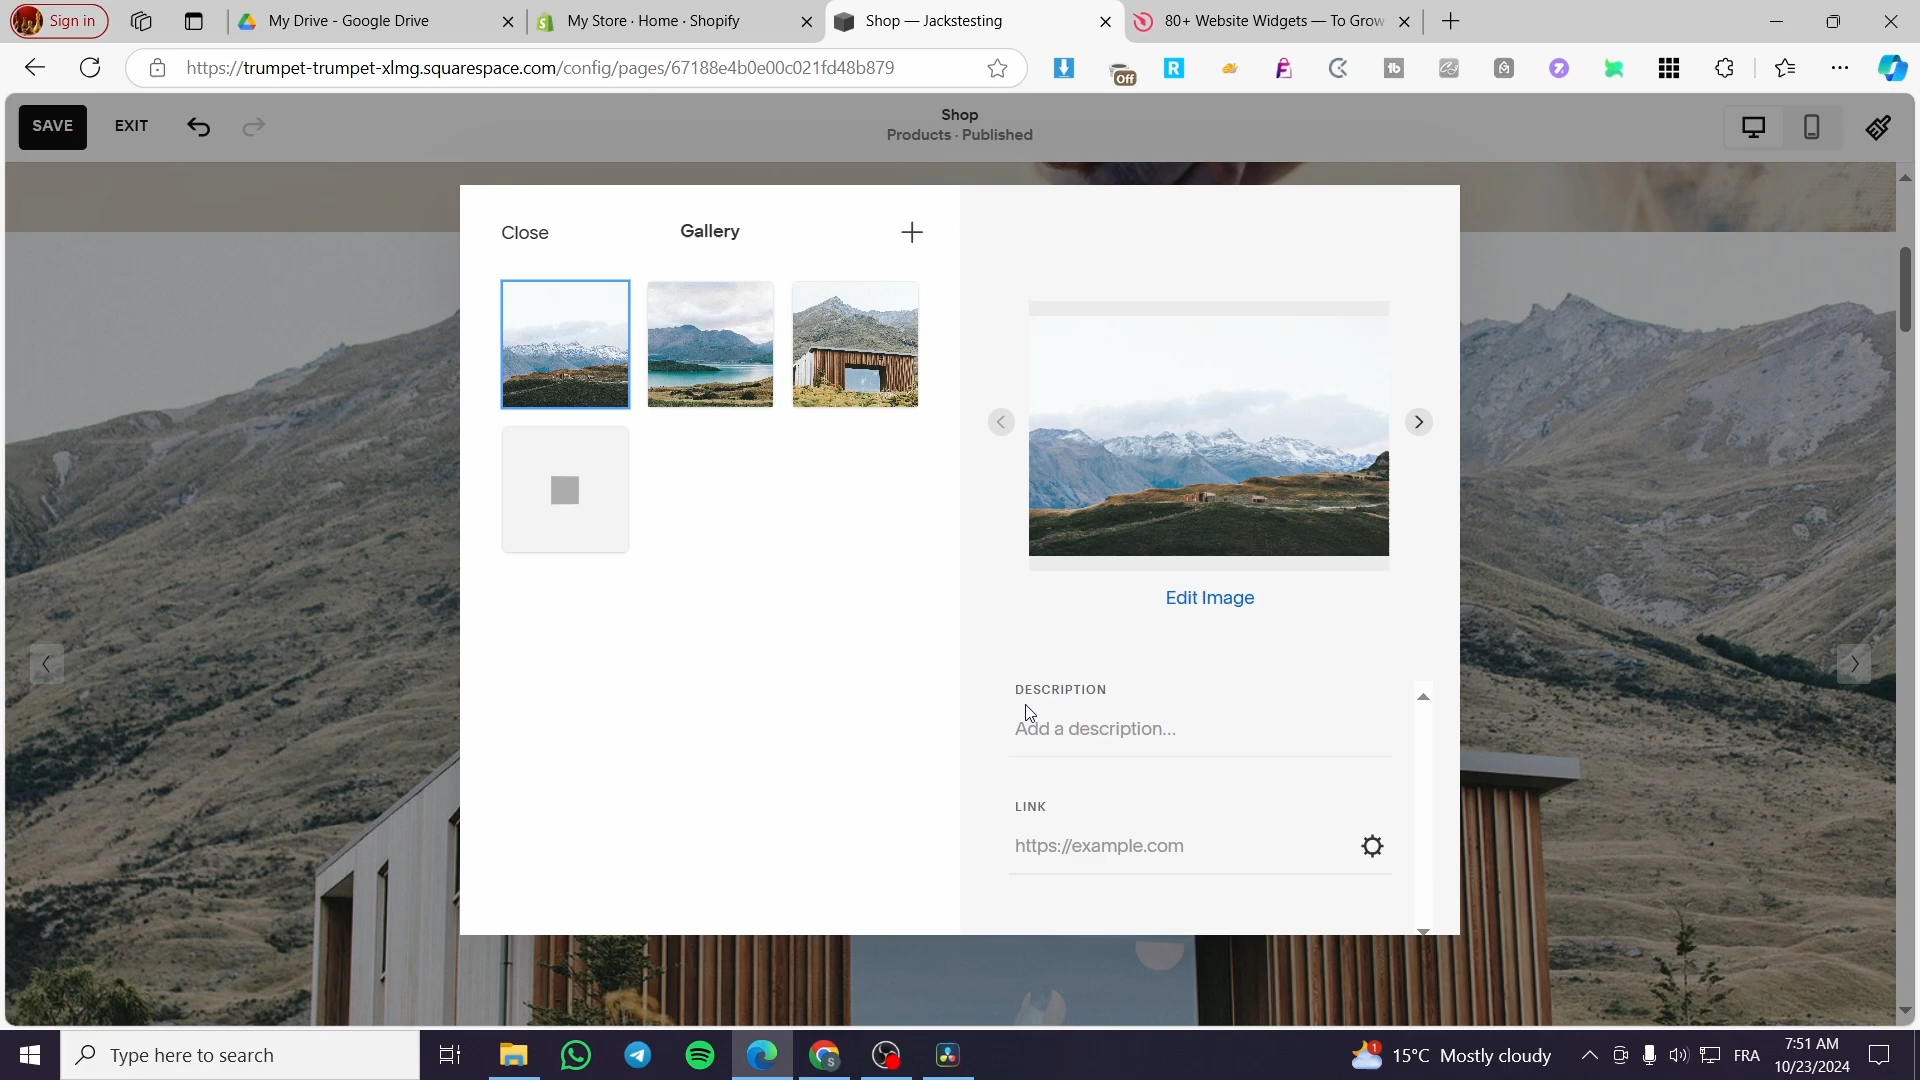 Sign in
My Drive - Google Drive
My Store · Home · Shopify
Shop — Jackstesting
80+ Website Widgets — To Grow
https://trumpet-trumpet-xlmg.squarespace.com/config/pages/67188e4b0e00c021fd48b879
Off
SAVE
EXIT
Shop
Products · Published
Close
Gallery
Edit Image
DESCRIPTION
Add a description...
LINK
https://example.com
Type here to search
15°C Mostly cloudy
FRA
7:51 AM
10/23/2024